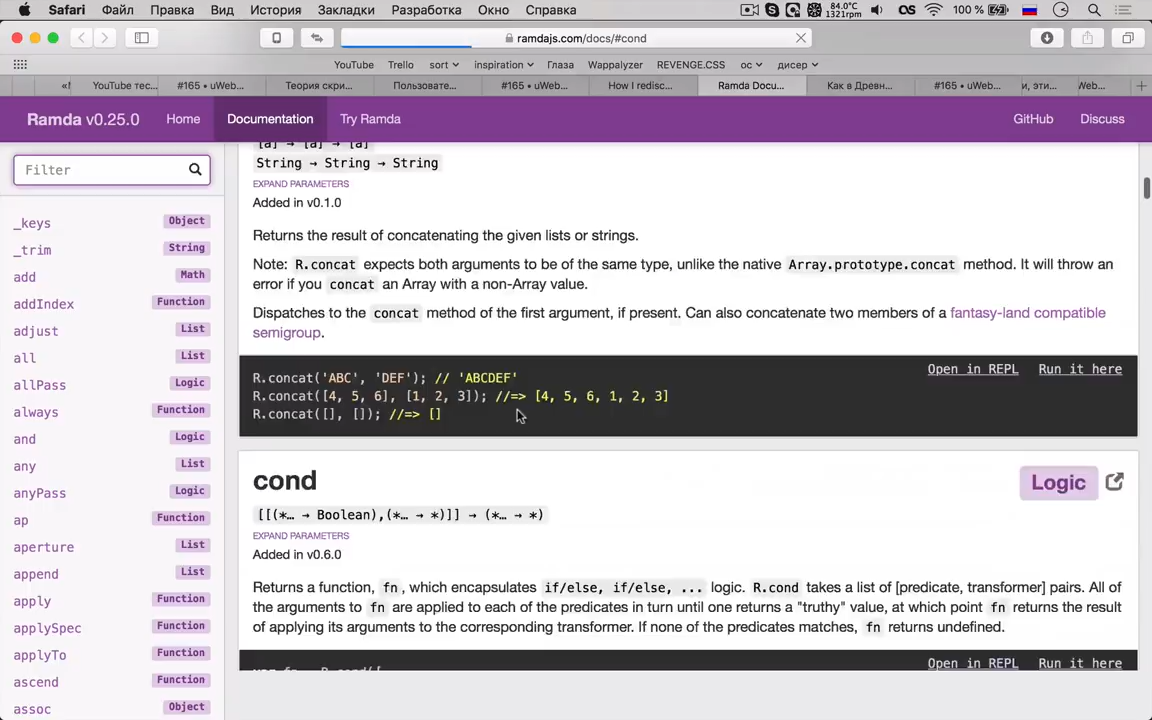 Safari Файл Правка Вид История Закладки Разработка Окно Справка 84.0°C 1321rpm 100 %
ramdajs.com/docs/#cond
YouTube Trello sort inspiration Глаза Wappalyzer REVENGE.CSS ос дисер
«! YouTube тес... #165 • uWeb... Теория скри... Пользовате... #165 • uWeb... How I redisc... Ramda Docu... Как в Древн... #165 • uWeb... и, эти... Web...
Ramda v0.25.0 Home Documentation Try Ramda GitHub Discuss
Filter
_keys Object
_trim String
add Math
addIndex Function
adjust List
all List
allPass Logic
always Function
and Logic
any List
anyPass Logic
ap Function
aperture List
append List
apply Function
applySpec Function
applyTo Function
ascend Function
assoc Object
[a] → [a] → [a]
String → String → String
EXPAND PARAMETERS
Added in v0.1.0
Returns the result of concatenating the given lists or strings.
Note: R.concat expects both arguments to be of the same type, unlike the native Array.prototype.concat method. It will throw an
error if you concat an Array with a non-Array value.
Dispatches to the concat method of the first argument, if present. Can also concatenate two members of a fantasy-land compatible
semigroup.
Open in REPL Run it here
R.concat('ABC', 'DEF'); // 'ABCDEF'
R.concat([4, 5, 6], [1, 2, 3]); //=> [4, 5, 6, 1, 2, 3]
R.concat([], []); //=> []
cond Logic
[[(*… → Boolean),(*… → *)]] → (*… → *)
EXPAND PARAMETERS
Added in v0.6.0
Returns a function, fn, which encapsulates if/else, if/else, ... logic. R.cond takes a list of [predicate, transformer] pairs. All of
the arguments to fn are applied to each of the predicates in turn until one returns a "truthy" value, at which point fn returns the result
of applying its arguments to the corresponding transformer. If none of the predicates matches, fn returns undefined.
Open in REPL Run it here